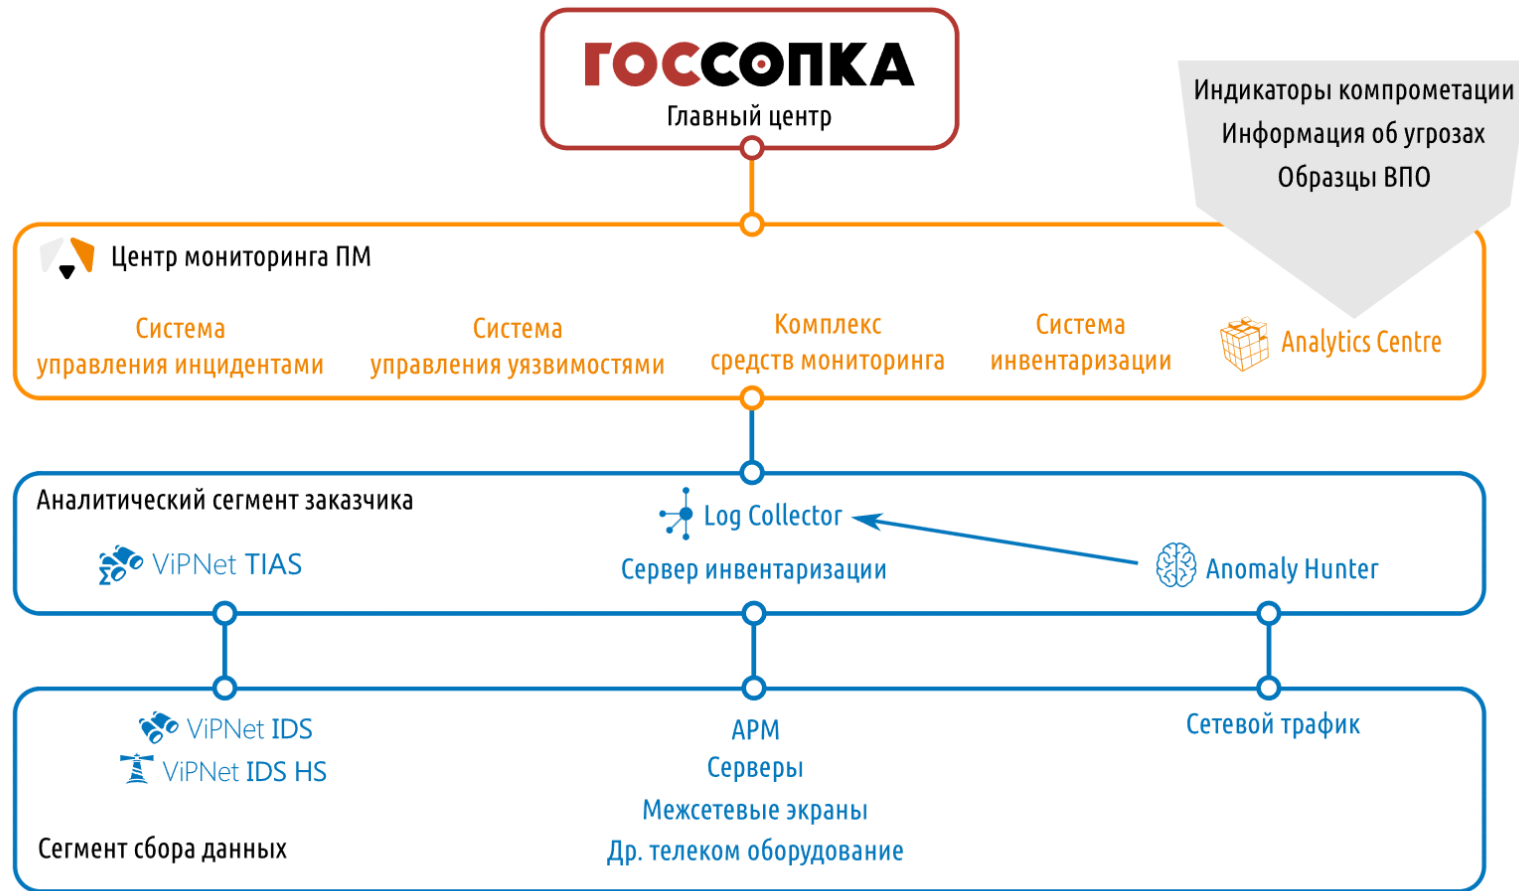 ГОССОПКА
Главный центр
Индикаторы компрометации
Информация об угрозах
Образцы ВПО
Центр мониторинга ПМ
Система
управления инцидентами
Система
управления уязвимостями
Комплекс
средств мониторинга
Система
инвентаризации
Analytics Centre
Аналитический сегмент заказчика
ViPNet TIAS
Log Collector
Сервер инвентаризации
Anomaly Hunter
ViPNet IDS
ViPNet IDS HS
АРМ
Серверы
Межсетевые экраны
Др. телеком оборудование
Сетевой трафик
Сегмент сбора данных